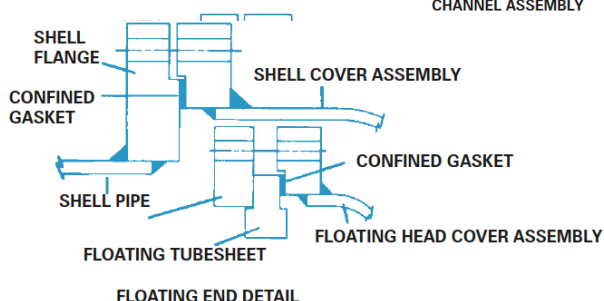 CHANNEL ASSEMBLY
SHELL
FLANGE
SHELL COVER ASSEMBLY
CONFINED
GASKET
CONFINED GASKET
SHELL PIPE
FLOATING HEAD COVER ASSEMBLY
FLOATING TUBESHEET
FLOATING END DETAIL